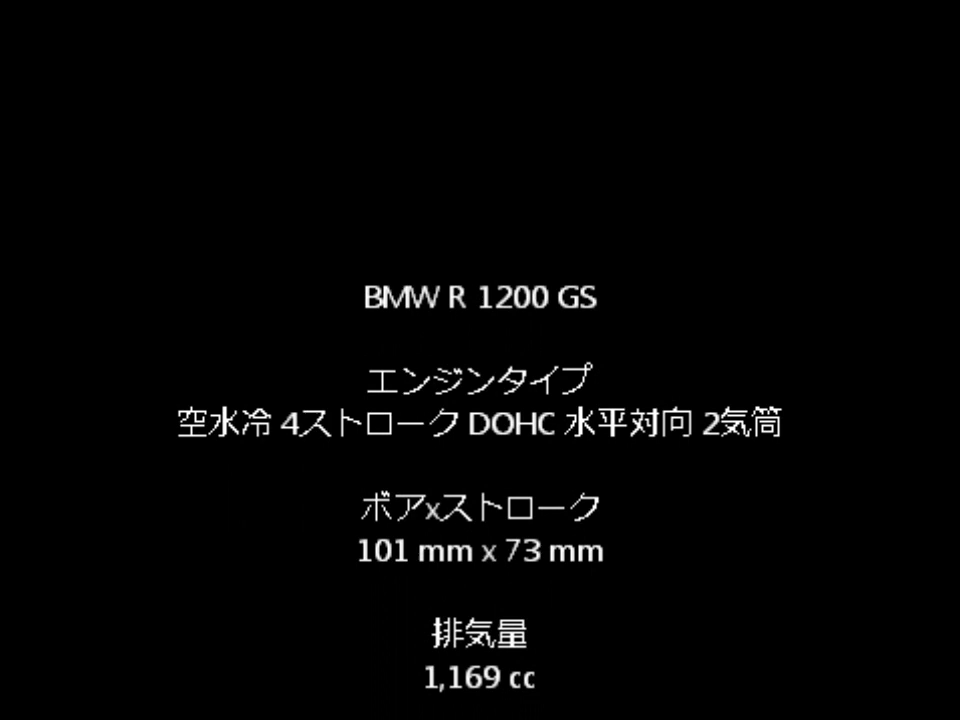 BMW R 1200 GS
エンジンタイプ
空水冷 4ストローク DOHC 水平対向 2気筒
ボアxストローク
101 mm x 73 mm
排気量
1,169 cc